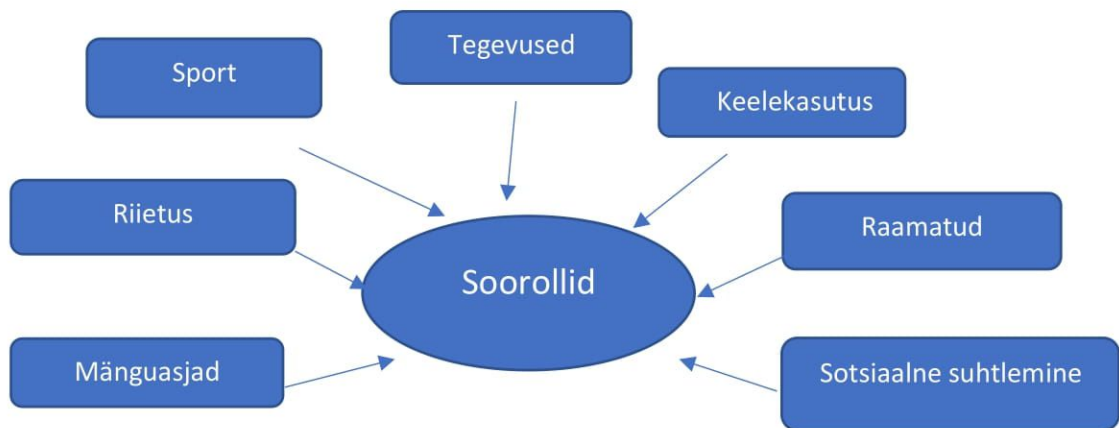 Tegevused
Sport
Keelekasutus
Riietus
Raamatud
Soorollid
Mänguasjad
Sotsiaalne suhtlemine